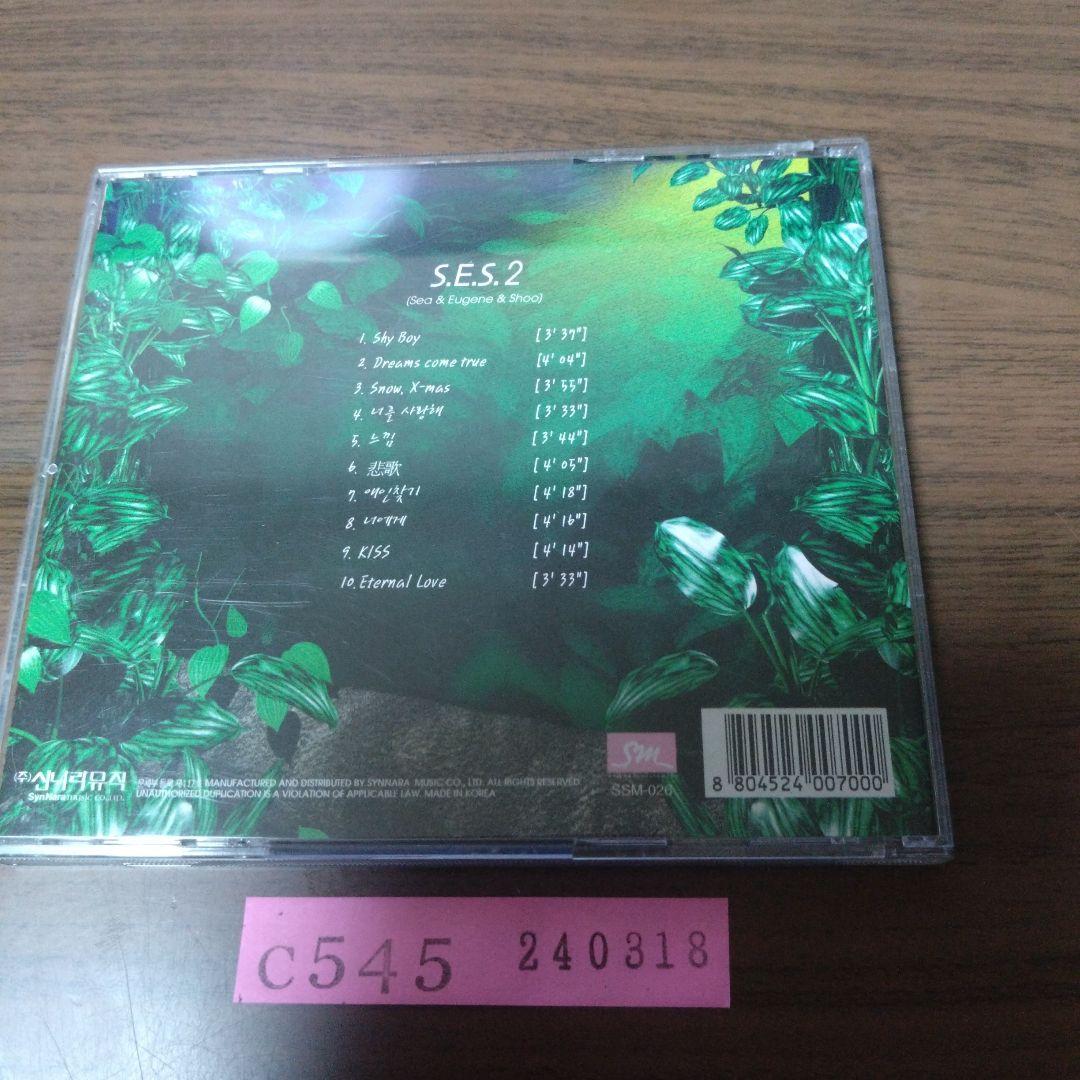 S.E.S. 2
(Sea & Eugene & Shoo)
1. Shy Boy [3' 37"]
2. Dreams come true [4' 04"]
3. Snow, X-mas [3' 55"]
4. 너를 사랑해 [3' 33"]
5. 느낌 [3' 44"]
6. 悲歌 [4' 05"]
7. 애인찾기 [4' 18"]
8. 너에게 [4' 16"]
9. KISS [4' 14"]
10. Eternal Love [3' 33"]
(주)신나라뮤직
SynNara music co., ltd.
MANUFACTURED AND DISTRIBUTED BY SYNNARA MUSIC CO., LTD. ALL RIGHTS RESERVED
UNAUTHORIZED DUPLICATION IS A VIOLATION OF APPLICABLE LAW. MADE IN KOREA
SM
SSM-020
8 804524 007000
C545 240318